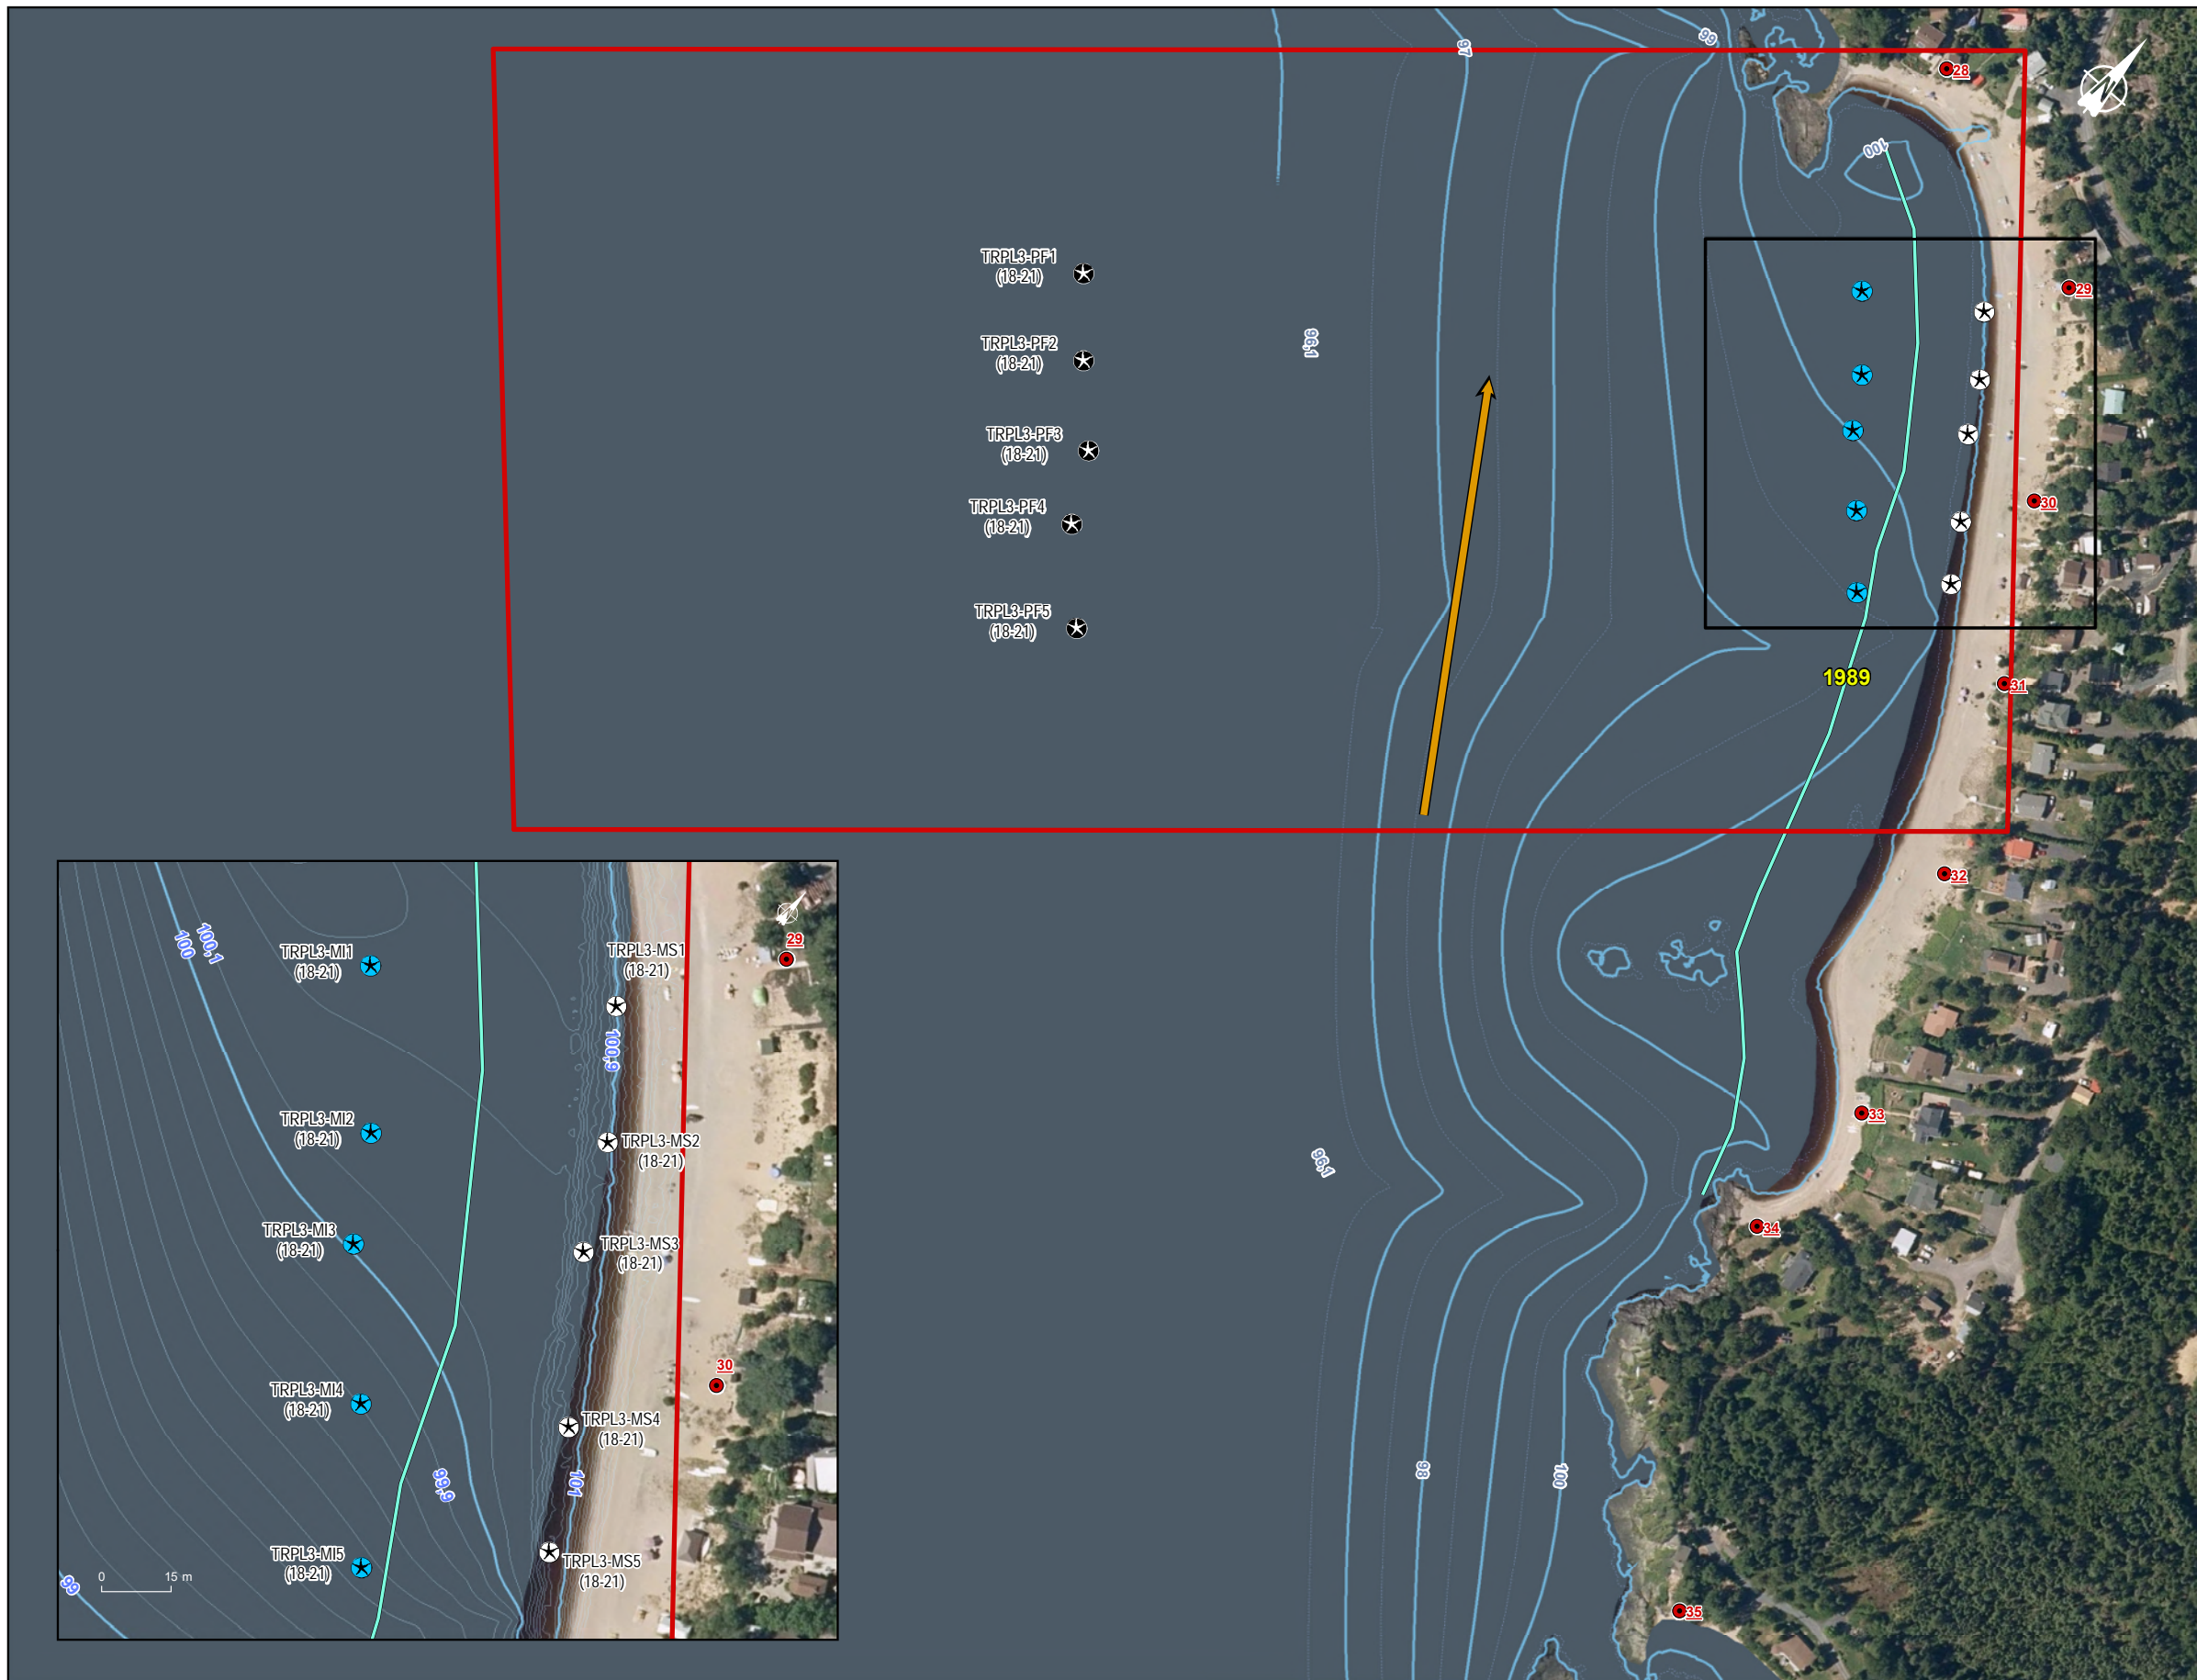 97
99
28
100
TRPL3-PF1
(18-21)
29
TRPL3-PF2
(18-21)
96,1
TRPL3-PF3
(18-21)
TRPL3-PF4
(18-21)
30
TRPL3-PF5
(18-21)
1989
31
32
33
96,1
34
98
100
35
100
100,1
TRPL3-MI1
(18-21)
TRPL3-MS1
(18-21)
29
100,9
TRPL3-MI2
(18-21)
TRPL3-MS2
(18-21)
TRPL3-MI3
(18-21)
TRPL3-MS3
(18-21)
30
TRPL3-MI4
(18-21)
TRPL3-MS4
(18-21)
99,9
101
TRPL3-MI5
(18-21)
TRPL3-MS5
(18-21)
99
0 15 m